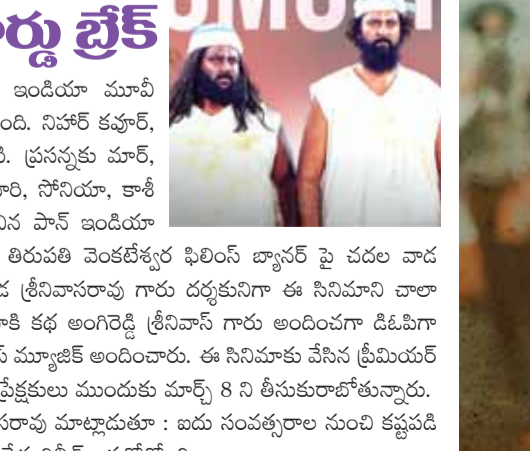 ర్డు బ్రేక్
ఇండియా మూవీ
ంది. నిహార్ కవూర్,
ి. ప్రసన్నకు మార్,
ారి, సోనియా, కాశీ
ిన పాన్ ఇండియా
తిరుపతి వెంకటేశ్వర ఫిలింస్ బ్యానర్ పై చదల వాడ
డ శ్రీనివాసరావు గారు దర్శకునిగా ఈ సినిమాని చాలా
కి కథ అంగిరెడ్డి శ్రీనివాస్ గారు అందించగా డిఓపిగా
స్ మ్యూజిక్ అందించారు. ఈ సినిమాకు వేసిన ప్రీమియర్
ప్రేక్షకులు ముందుకు మార్చ్ 8 ని తీసుకురాబోతున్నారు.
సరావు మాట్లాడుతూ : ఐదు సంవత్సరాల నుంచి కష్టపడి